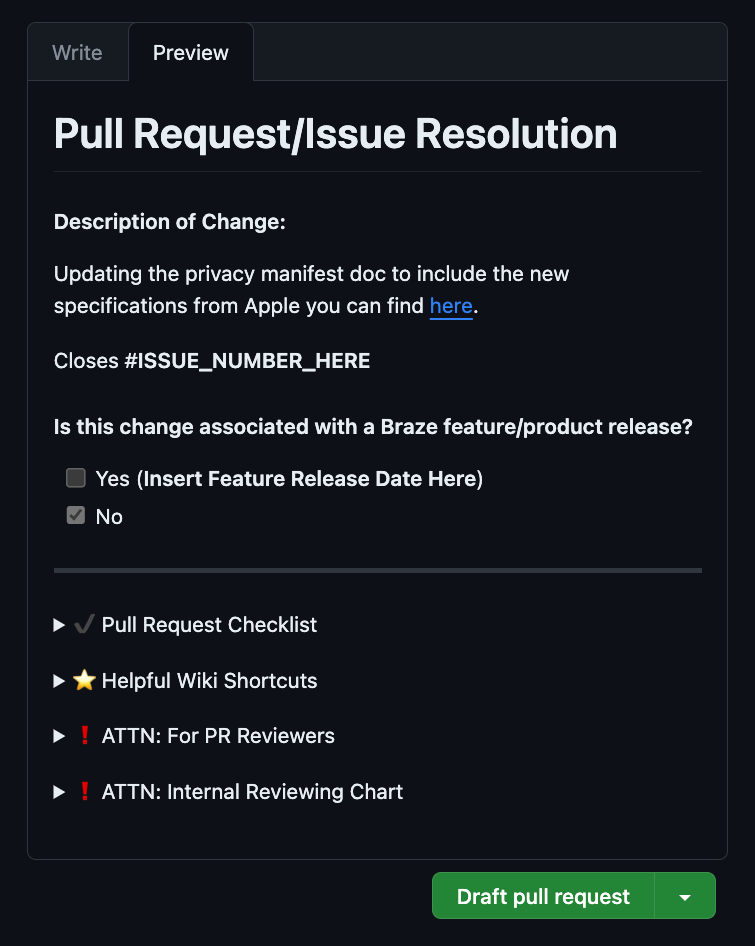 Write
Preview
Pull Request/Issue Resolution
Description of Change:
Updating the privacy manifest doc to include the new
specifications from Apple you can find here.
Closes #ISSUE_NUMBER_HERE
Is this change associated with a Braze feature/product release?
Yes (Insert Feature Release Date Here)
No
Pull Request Checklist
Helpful Wiki Shortcuts
ATTN: For PR Reviewers
ATTN: Internal Reviewing Chart
Draft pull request